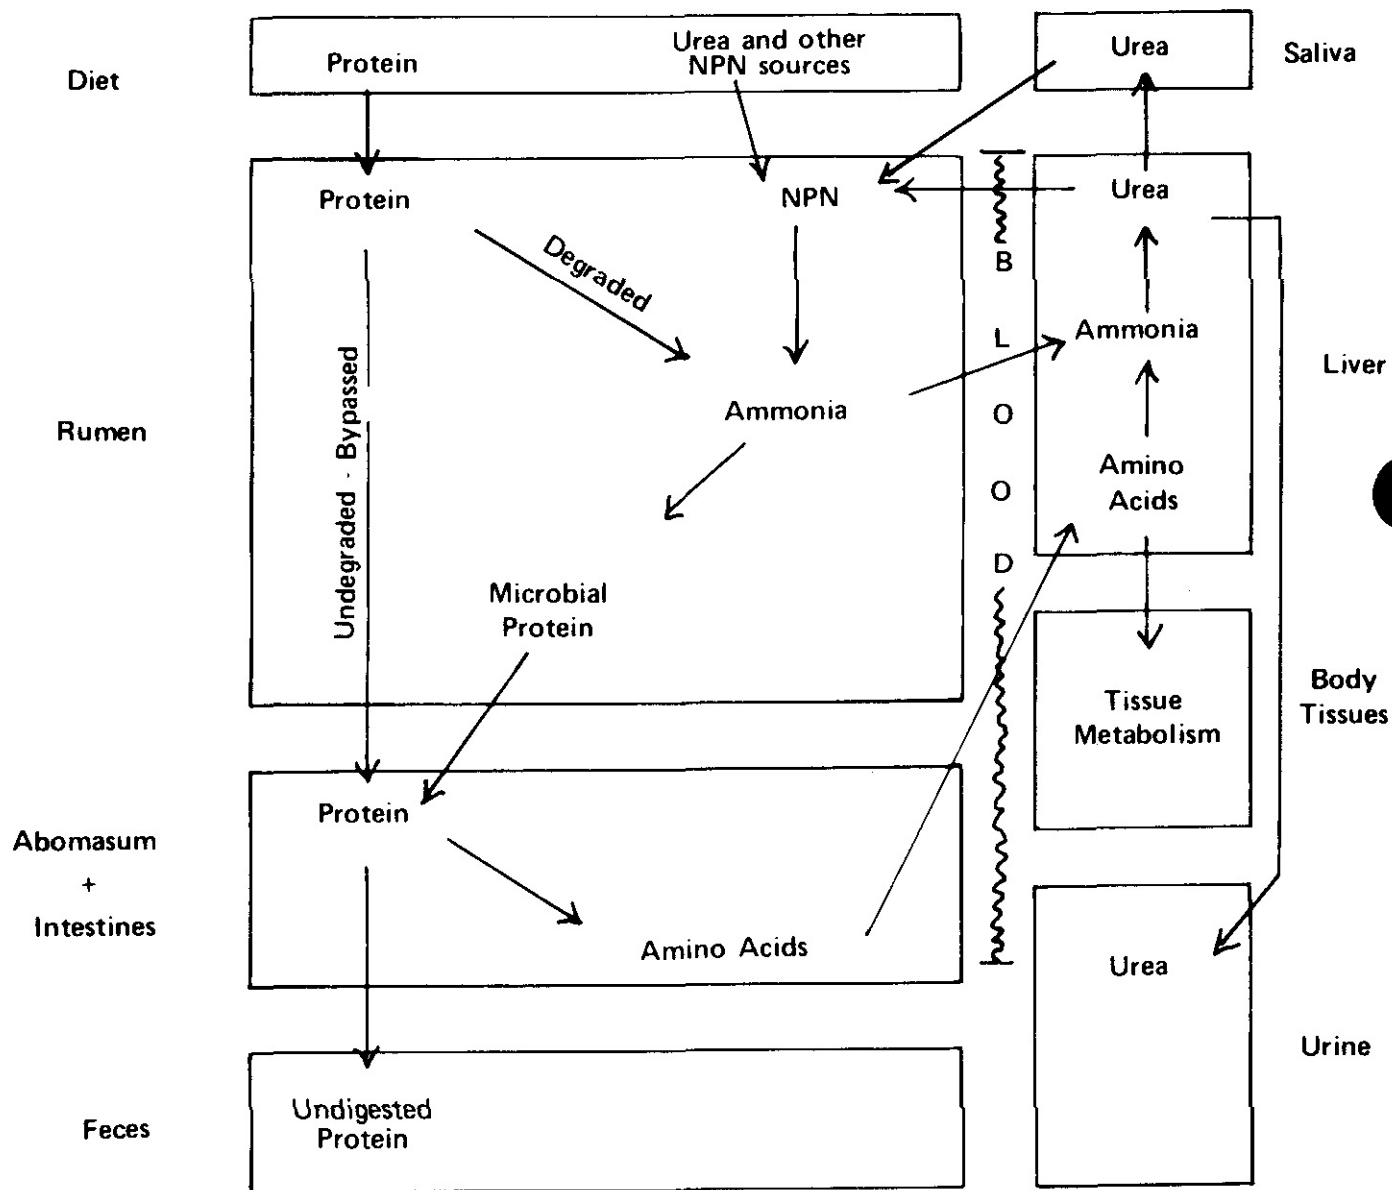 Diet
Protein
Urea and other
NPN sources
Urea
Saliva
Rumen
Protein
NPN
Degraded
Undegraded - Bypassed
Ammonia
Microbial
Protein
B
L
O
O
D
Urea
Ammonia
Amino
Acids
Liver
Tissue
Metabolism
Body
Tissues
Abomasum
+
Intestines
Protein
Amino Acids
Urea
Urine
Feces
Undigested
Protein